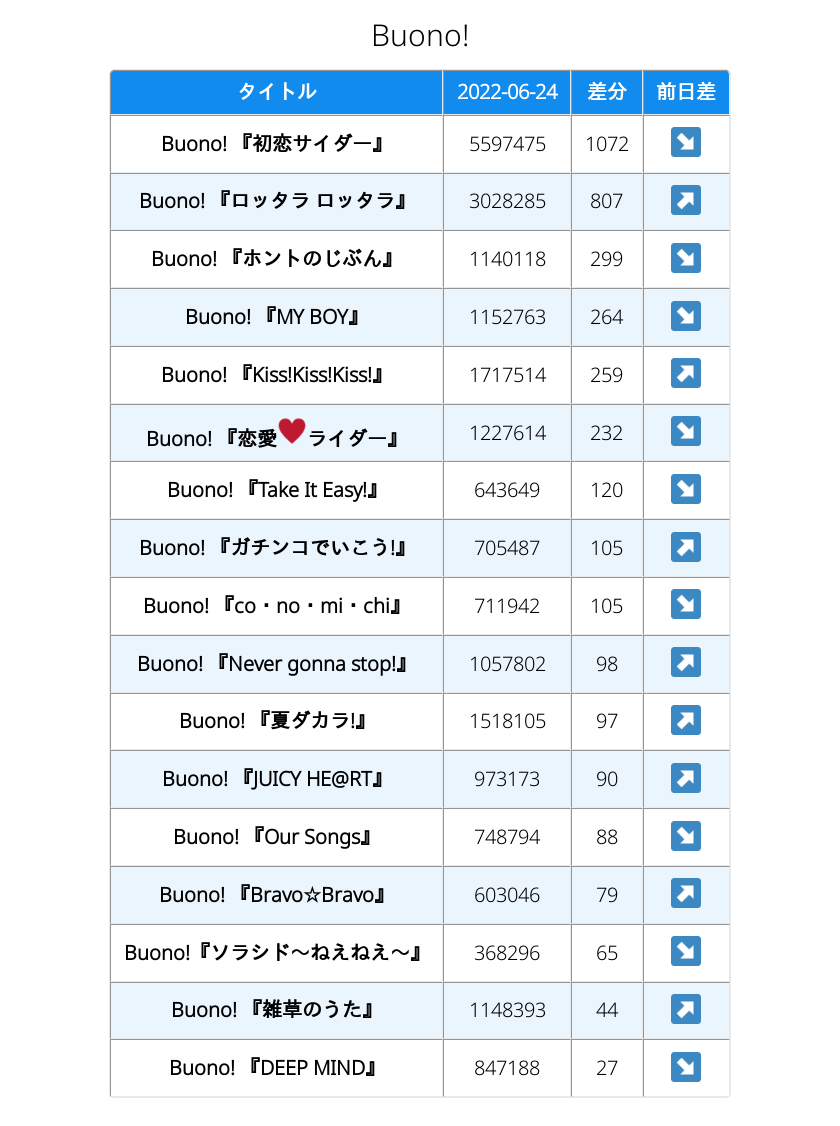 Buono!
タイトル 2022-06-24 差分 前日差
Buono! 『初恋サイダー』 5597475 1072 ↘
Buono! 『ロッタラ ロッタラ』 3028285 807 ↗
Buono! 『ホントのじぶん』 1140118 299 ↘
Buono! 『MY BOY』 1152763 264 ↘
Buono! 『Kiss!Kiss!Kiss!』 1717514 259 ↗
Buono! 『恋愛♥ライダー』 1227614 232 ↘
Buono! 『Take It Easy!』 643649 120 ↘
Buono! 『ガチンコでいこう!』 705487 105 ↗
Buono! 『co・no・mi・chi』 711942 105 ↘
Buono! 『Never gonna stop!』 1057802 98 ↗
Buono! 『夏ダカラ!』 1518105 97 ↗
Buono! 『JUICY HE@RT』 973173 90 ↗
Buono! 『Our Songs』 748794 88 ↘
Buono! 『Bravo☆Bravo』 603046 79 ↗
Buono!『ソラシド〜ねえねえ〜』 368296 65 ↘
Buono! 『雑草のうた』 1148393 44 ↗
Buono! 『DEEP MIND』 847188 27 ↘